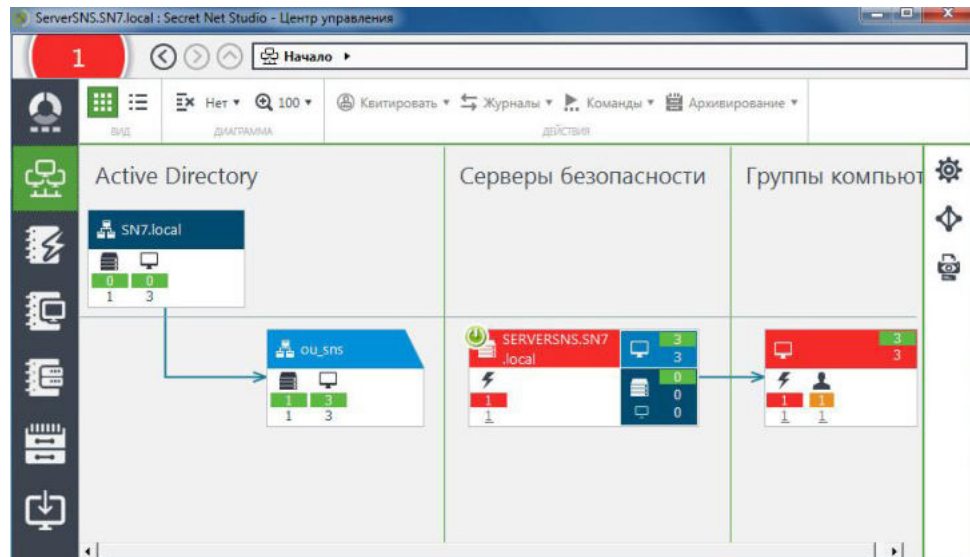 ServerSNS.SN7.local : Secret Net Studio - Центр управления
1
Начало
Нет
100
Квитировать
Журналы
Команды
Архивирование
ВИД
ДИАГРАММА
ДЕЙСТВИЯ
Active Directory
Серверы безопасности
Группы компьют
SN7.local
0 0
1 3
ou_sns
1 3
1 3
SERVERSNS.SN7
.local
3
3
1
1
0
0
0
3
3
1 1
1 1